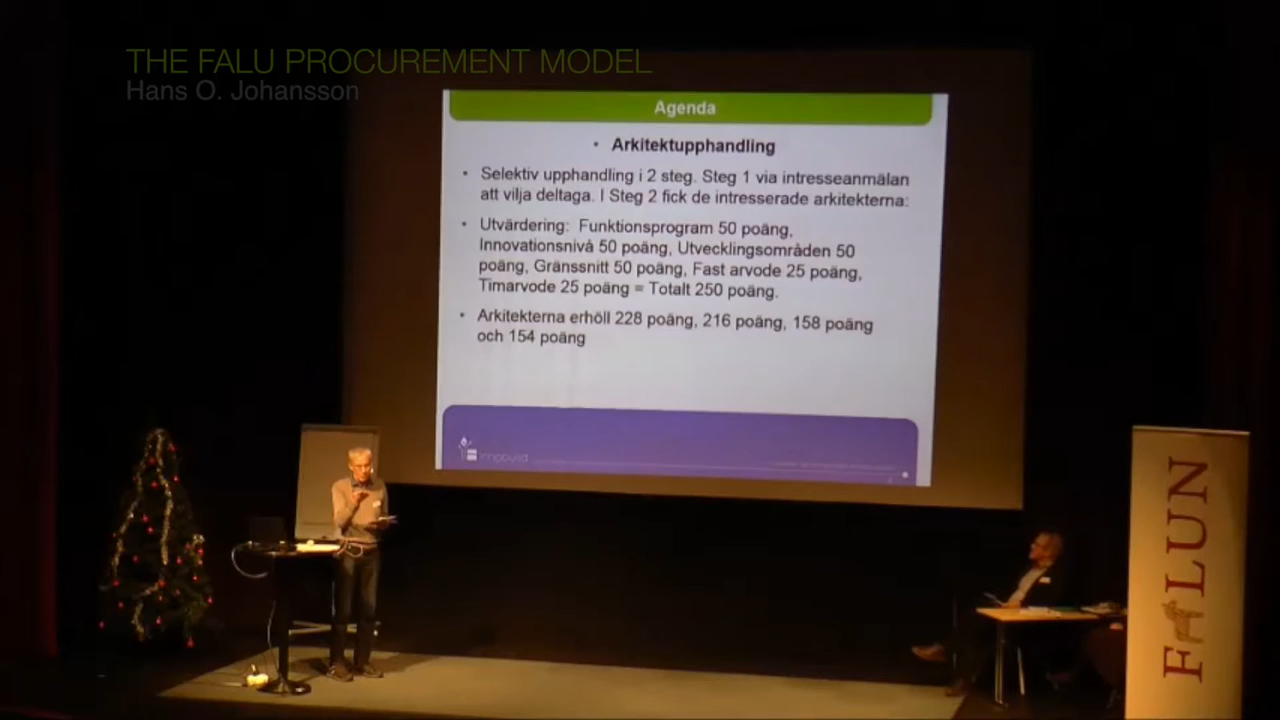 THE FALU PROCUREMENT MODEL
Hans O. Johansson
Agenda
• Arkitektupphandling
• Selektiv upphandling i 2 steg. Steg 1 via intresseanmälan
att vilja deltaga. I Steg 2 fick de intresserade arkitekterna:
• Utvärdering: Funktionsprogram 50 poäng,
Innovationsnivå 50 poäng, Utvecklingsområden 50
poäng, Gränssnitt 50 poäng, Fast arvode 25 poäng,
Timarvode 25 poäng = Totalt 250 poäng.
• Arkitekterna erhöll 228 poäng, 216 poäng, 158 poäng
och 154 poäng
FALUN